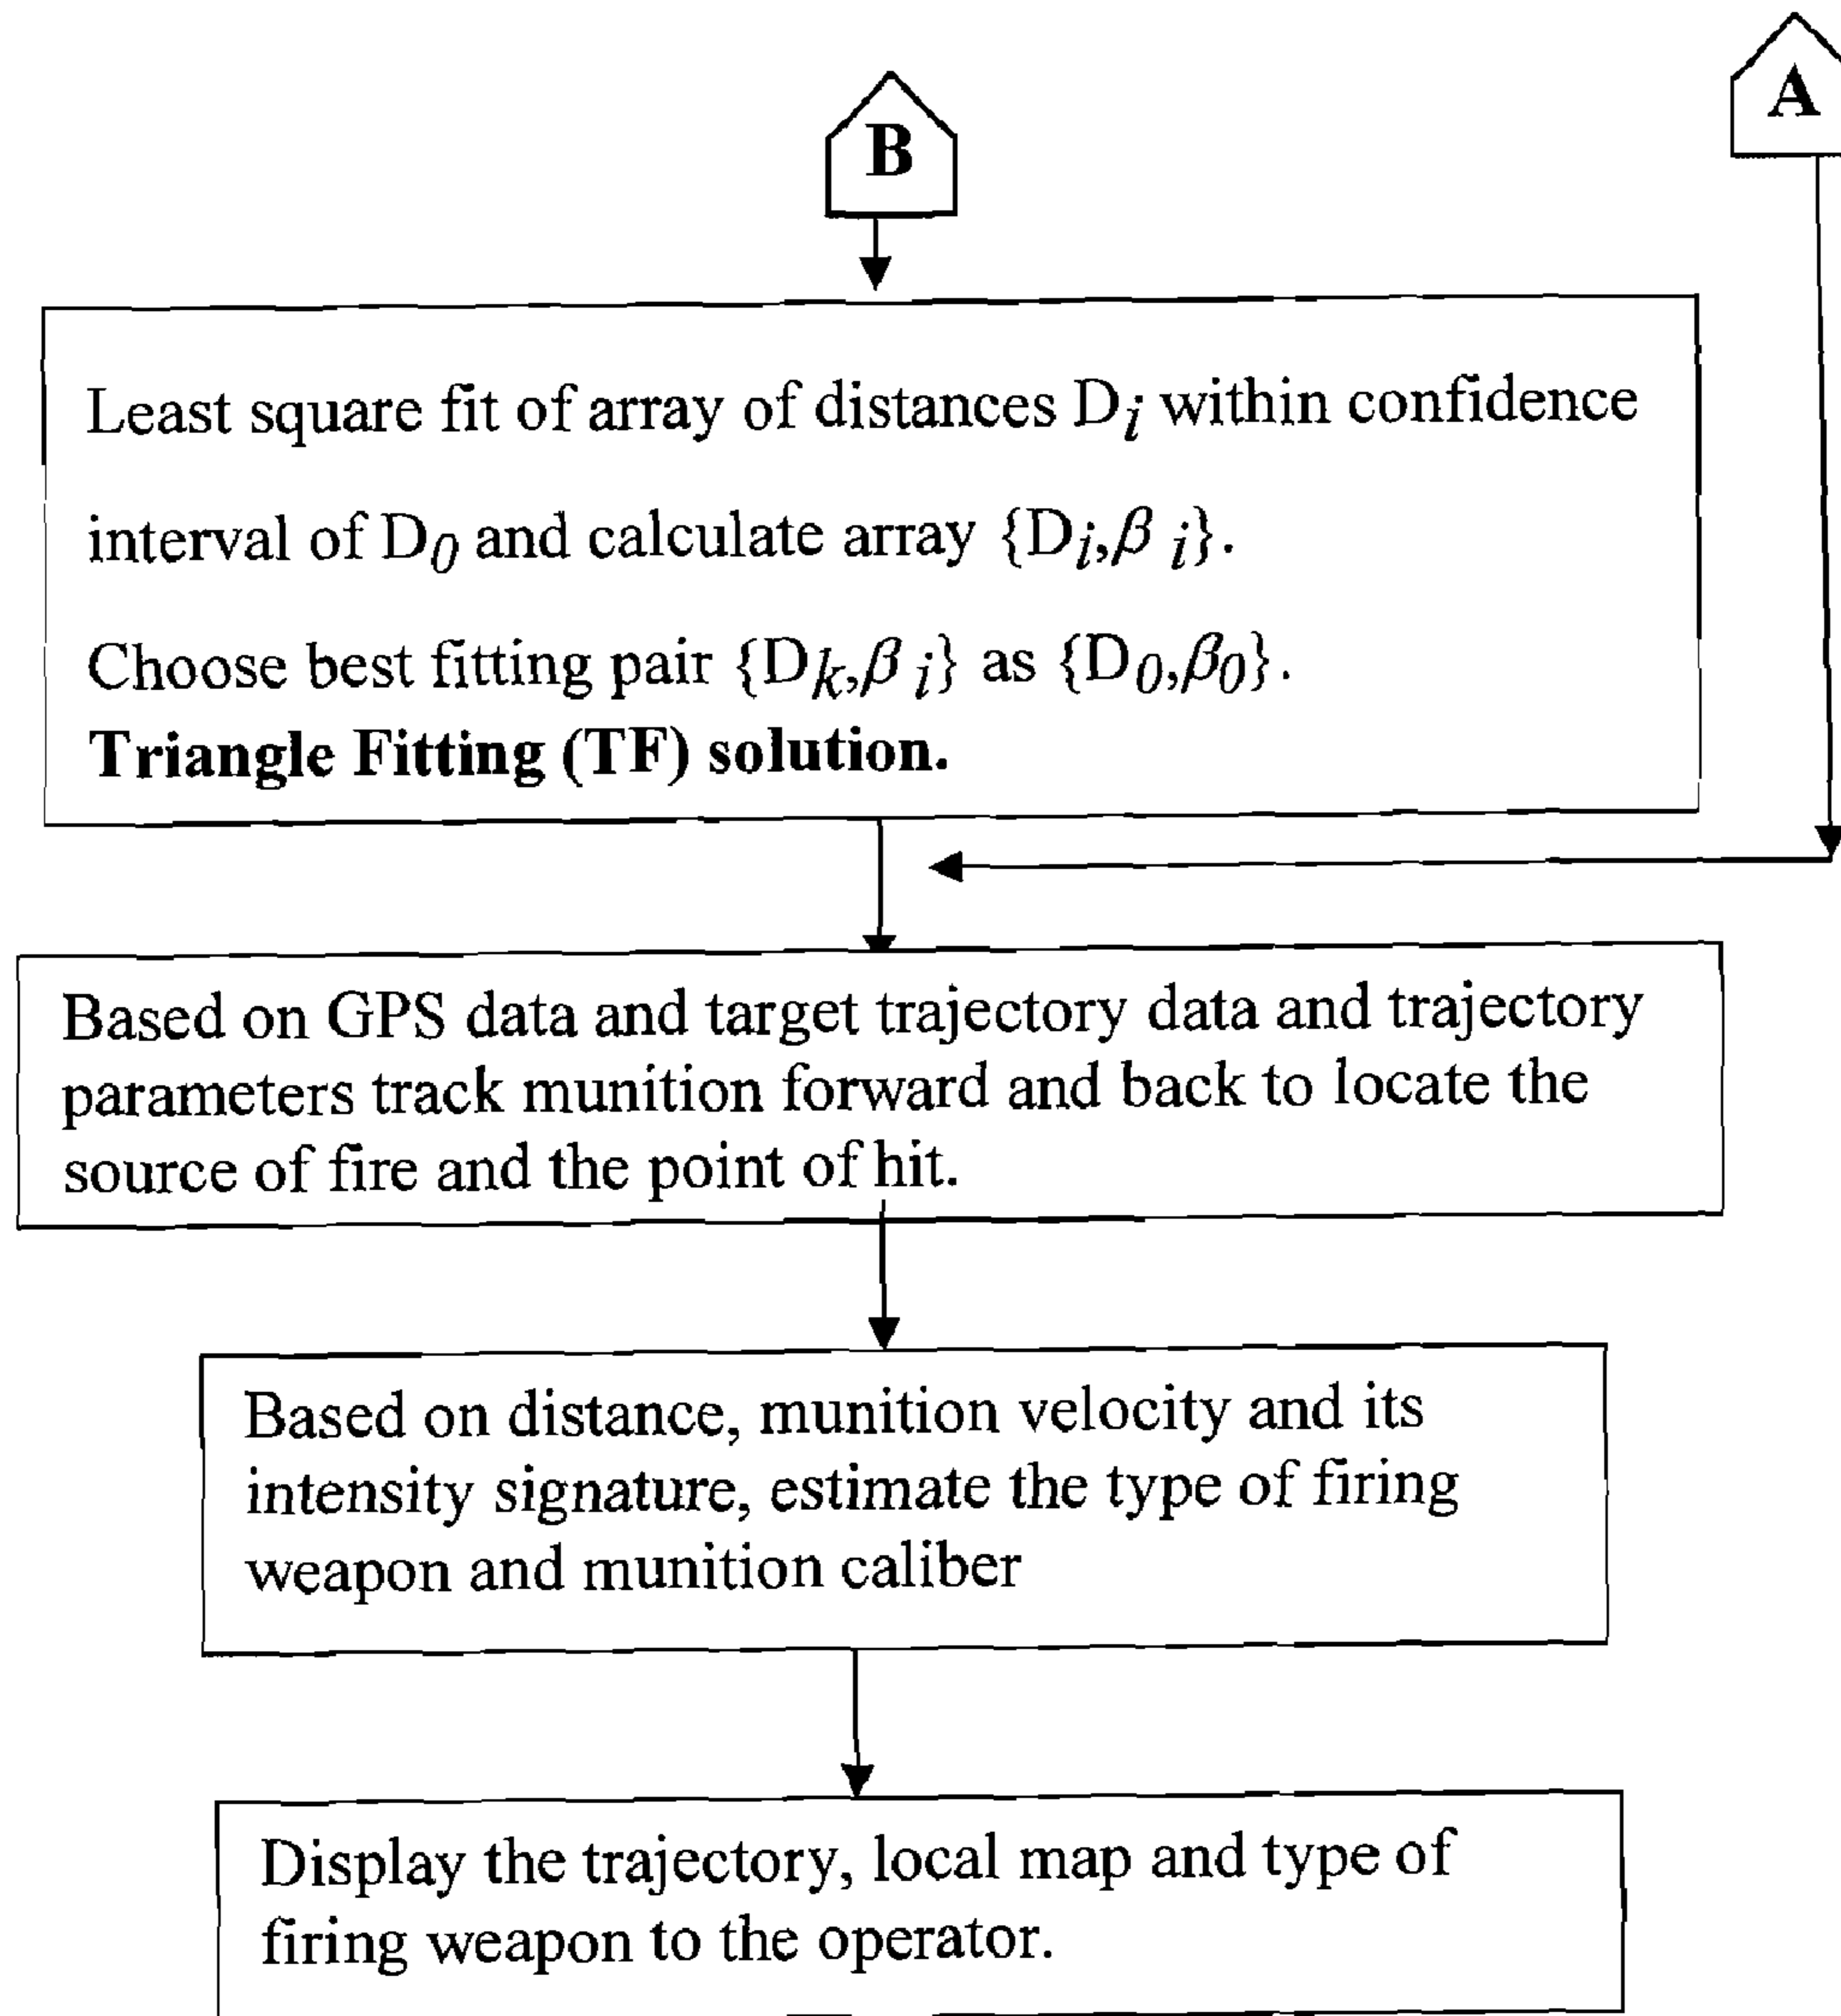 A
B
Least square fit of array of distances Di within confidence
interval of D0 and calculate array {Di,β i}.
Choose best fitting pair {Dk,β i} as {D0,β0}.
Triangle Fitting (TF) solution.
Based on GPS data and target trajectory data and trajectory
parameters track munition forward and back to locate the
source of fire and the point of hit.
Based on distance, munition velocity and its
intensity signature, estimate the type of firing
weapon and munition caliber
Display the trajectory, local map and type of
firing weapon to the operator.